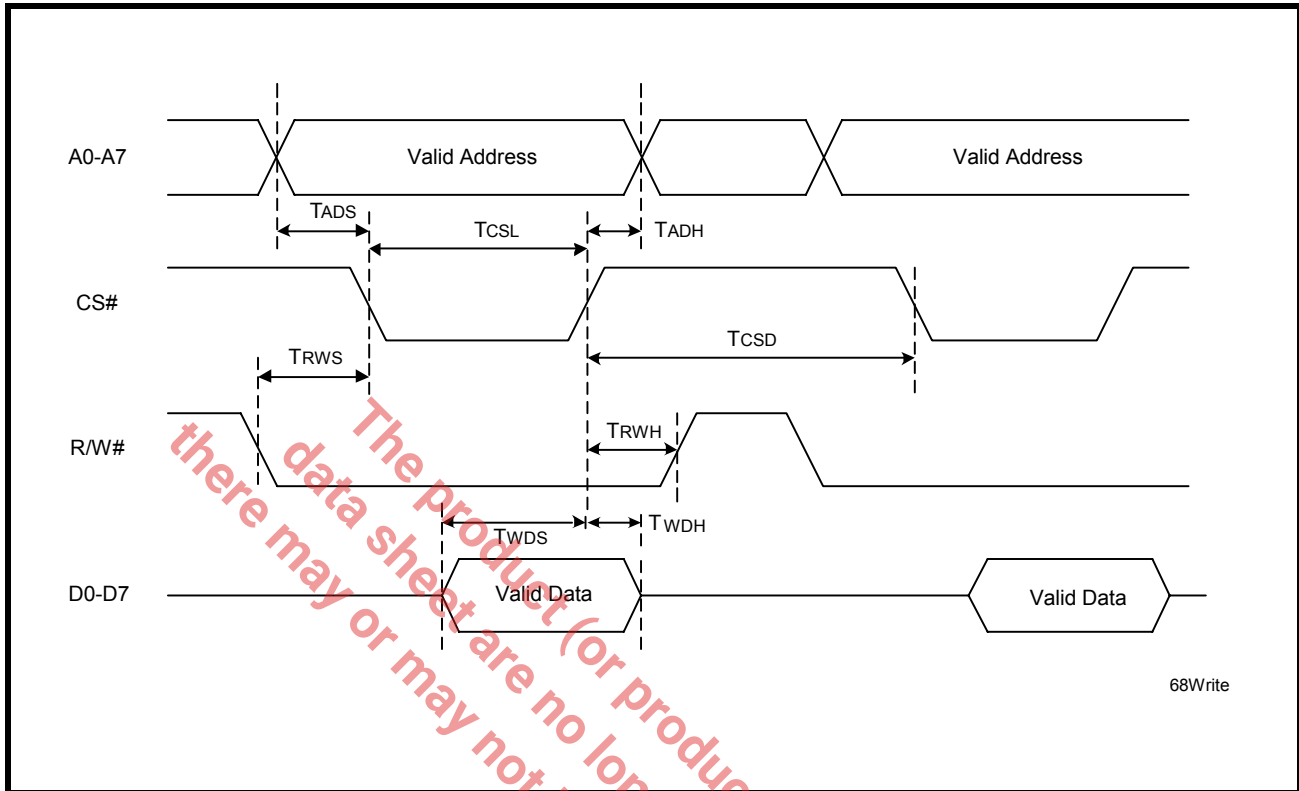 A0-A7
Valid Address
Valid Address
TADS
TCSL
TADH
CS#
TCSD
TRWS
R/W#
TRWH
TWDS
TWDH
D0-D7
Valid Data
Valid Data
68Write
The product (or produc
data sheet are no lon
there may or may not